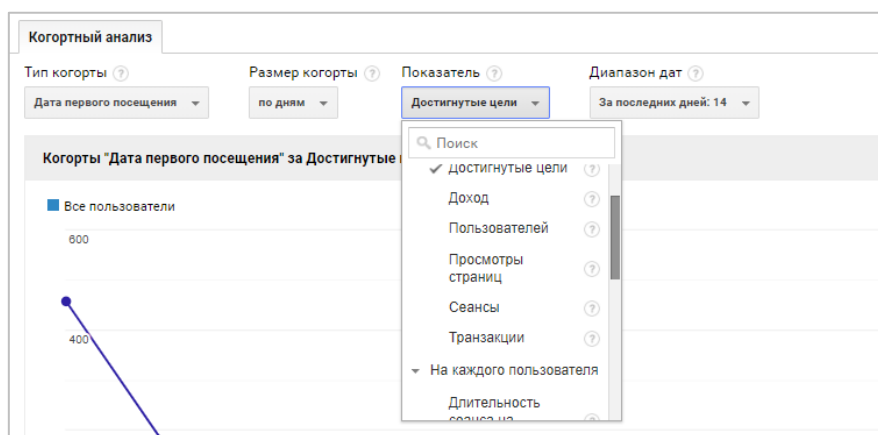 Когортный анализ
Тип когорты ? Размер когорты ? Показатель ? Диапазон дат ?
Дата первого посещения по дням Достигнутые цели За последних дней: 14
Поиск
Когорты "Дата первого посещения" за Достигнутые
Достигнутые цели ?
Доход ?
Все пользователи
Пользователей ?
600
Просмотры
страниц ?
Сеансы ?
400
Транзакции ?
На каждого пользователя
Длительность
сеанса на